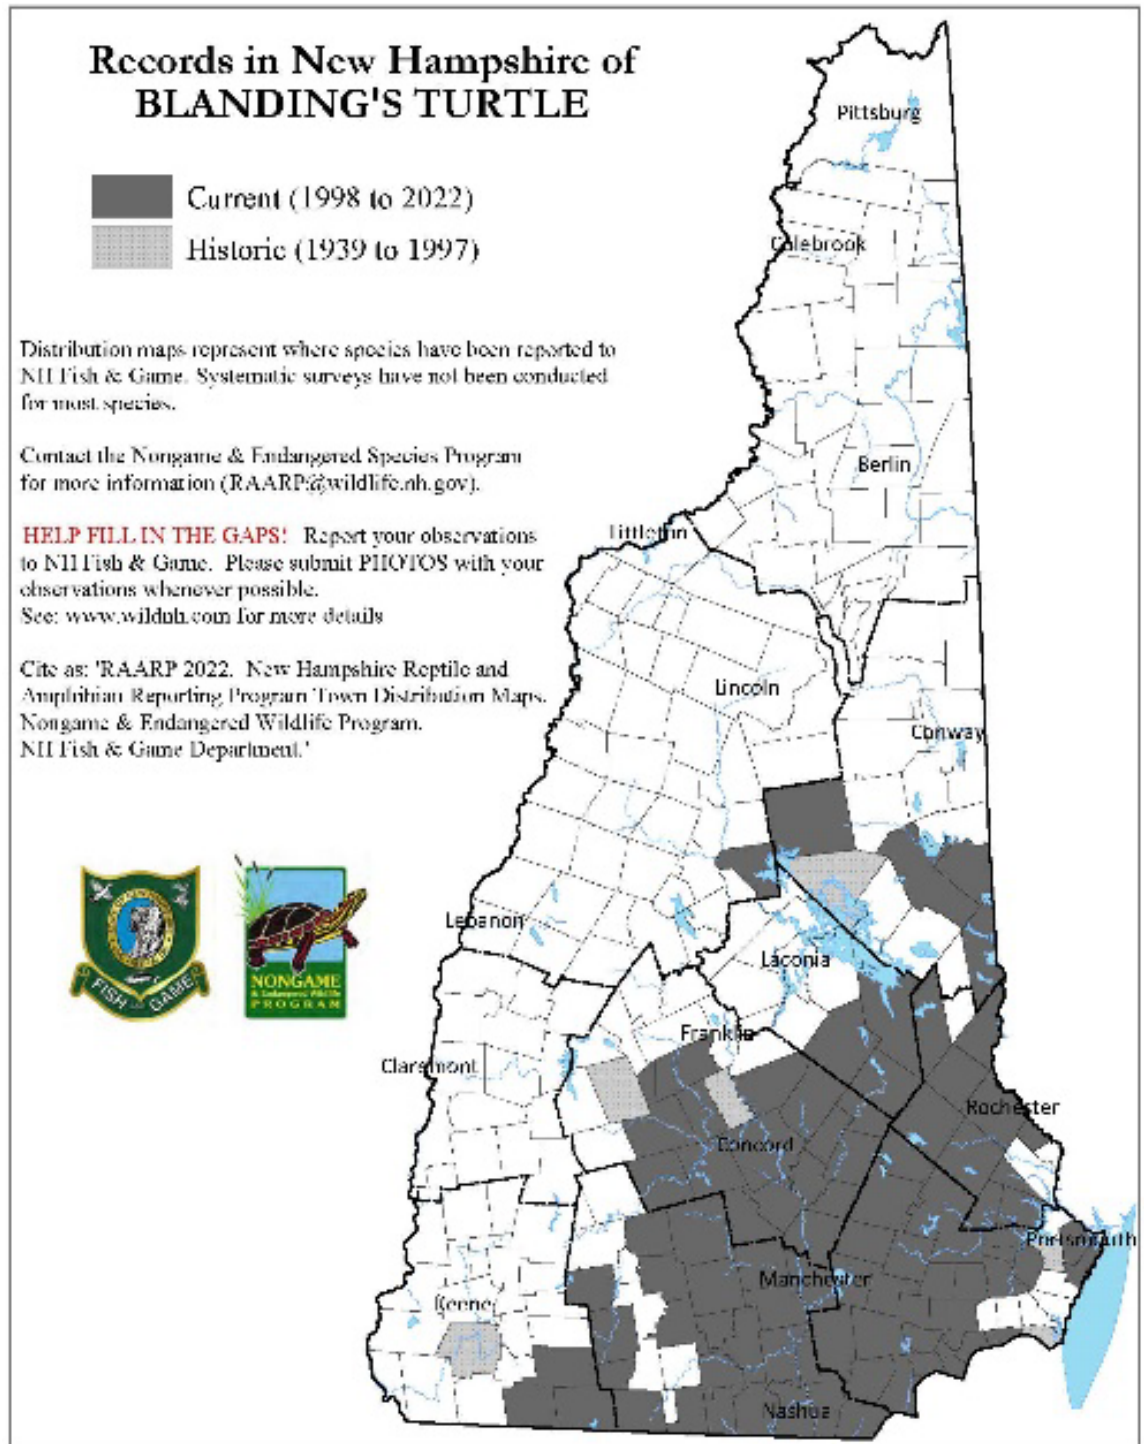 Records in New Hampshire of
BLANDING'S TURTLE
Current (1998 to 2022)
Historic (1939 to 1997)
Distribution maps represent where species have been reported to
NH Fish & Game. Systematic surveys have not been conducted
for most species.
Contact the Nongame & Endangered Species Program
for more information (RAARP@wildlife.nh.gov).
HELP FILL IN THE GAPS! Report your observations
to NH Fish & Game. Please submit PHOTOS with your
observations whenever possible.
See: www.wildnh.com for more details
Cite as: 'RAARP 2022. New Hampshire Reptile and
Amphibian Reporting Program Town Distribution Maps.
Nongame & Endangered Wildlife Program.
NH Fish & Game Department.'
FISH AND GAME
NONGAME
& Endangered Wildlife
PROGRAM
Pittsburg
Colebrook
Berlin
Littleton
Lincoln
Conway
Lebanon
Laconia
Franklin
Claremont
Rochester
Concord
Portsmouth
Manchester
Keene
Nashua